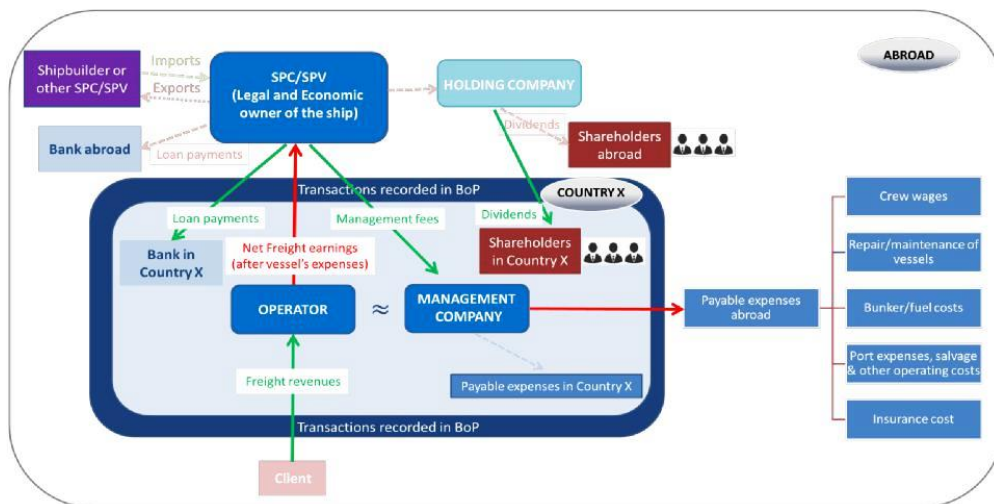 ABROAD
Shipbuilder or
other SPC/SPV
Imports
Exports
SPC/SPV
(Legal and Economic
owner of the ship)
HOLDING COMPANY
Dividends
Shareholders
abroad
Bank abroad
Loan payments
Transactions recorded in BoP
COUNTRY X
Loan payments
Management fees
Dividends
Bank in
Country X
Net Freight earnings
(after vessel's expenses)
Shareholders
in Country X
OPERATOR
≈
MANAGEMENT
COMPANY
Payable expenses
abroad
Freight revenues
Payable expenses in Country X
Transactions recorded in BoP
Client
Crew wages
Repair/maintenance of
vessels
Bunker/fuel costs
Port expenses, salvage
& other operating costs
Insurance cost